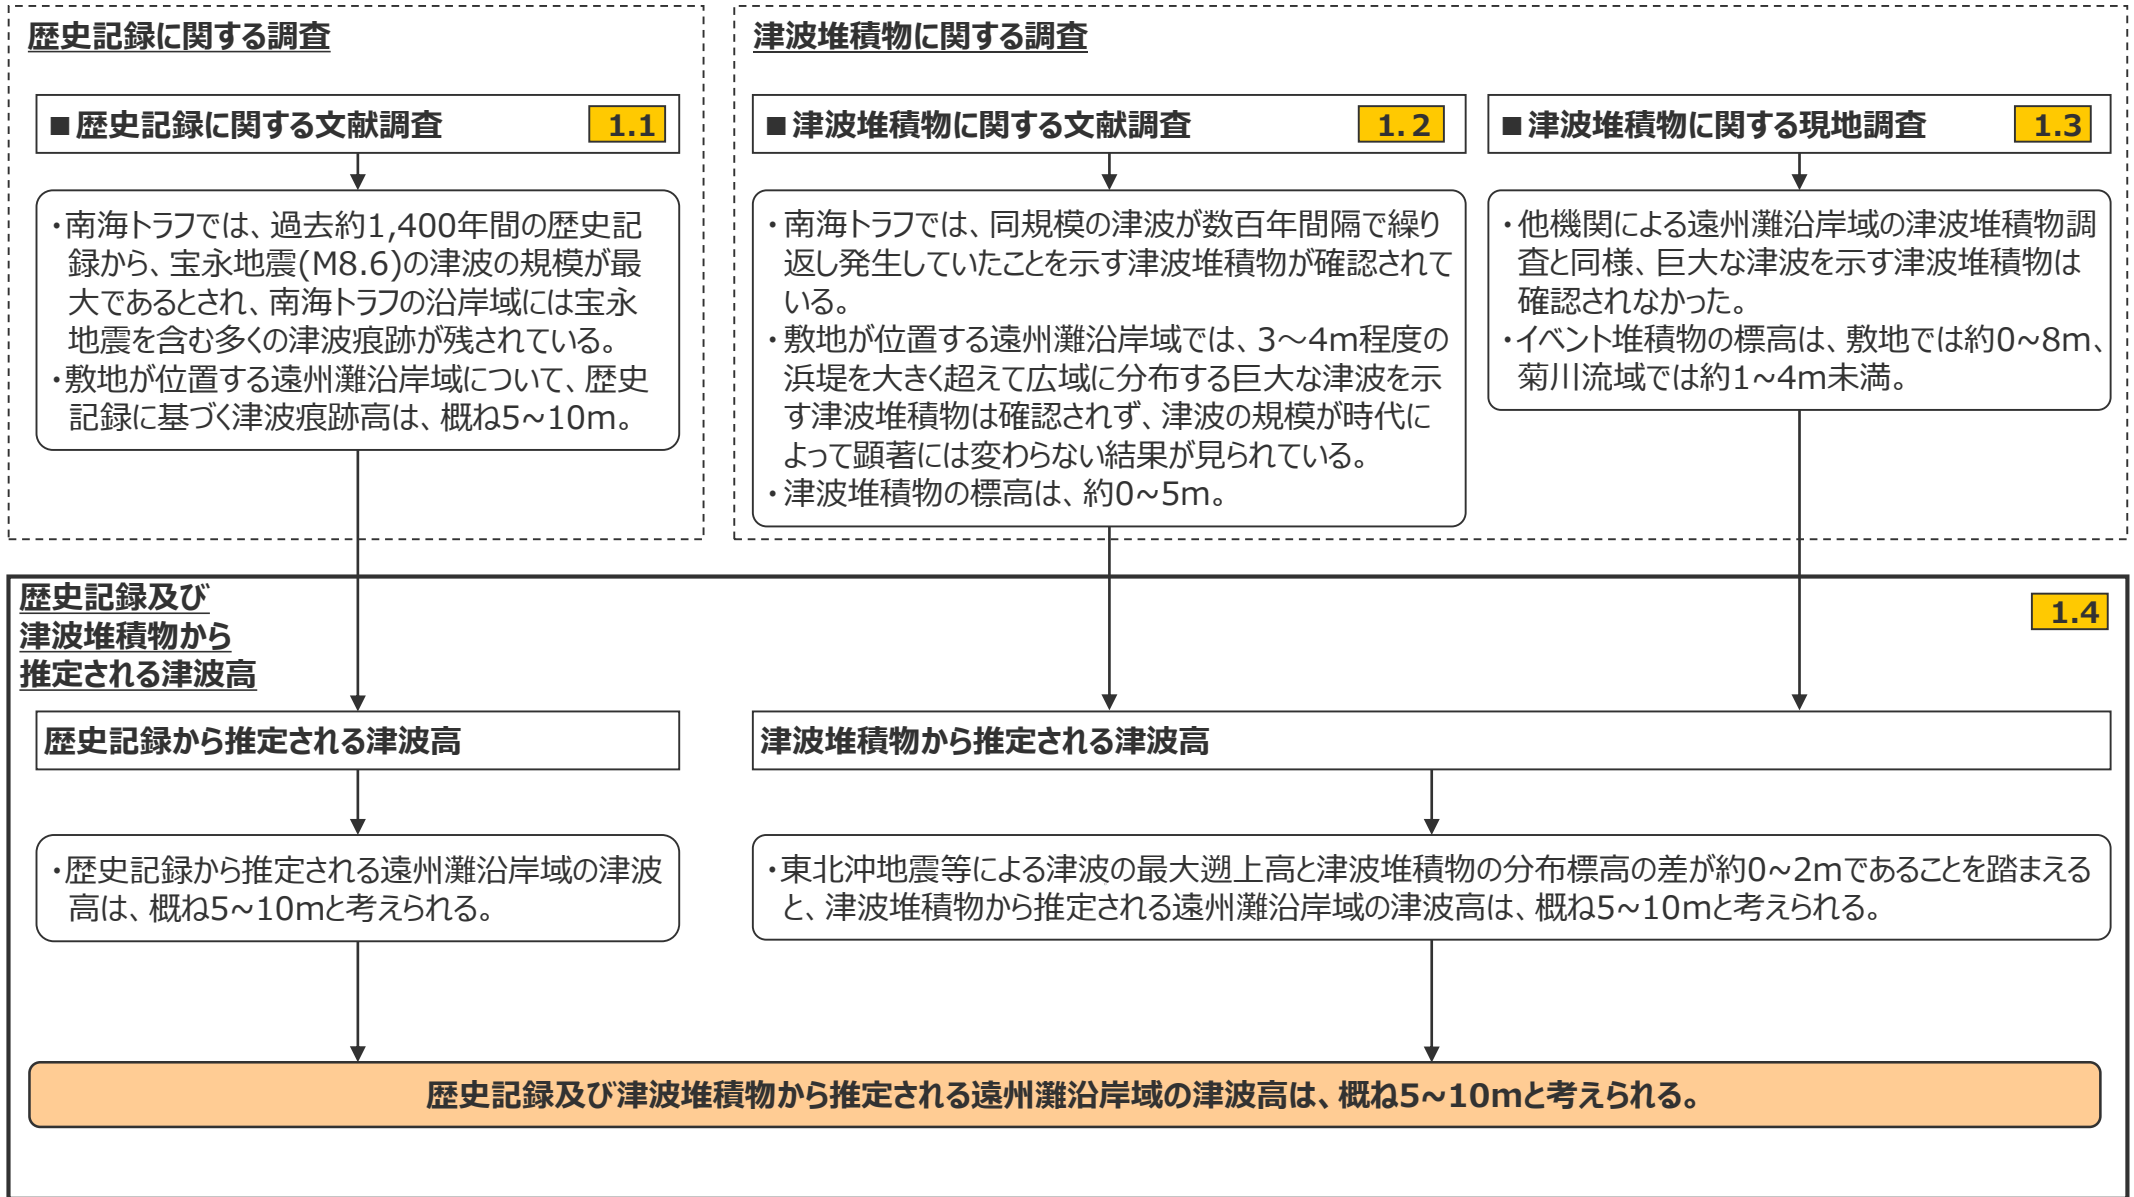 歴史記録に関する調査
■歴史記録に関する文献調査
1.1
・南海トラフでは、過去約1,400年間の歴史記
録から、宝永地震(M8.6)の津波の規模が最
大であるとされ、南海トラフの沿岸域には宝永
地震を含む多くの津波痕跡が残されている。
・敷地が位置する遠州灘沿岸域について、歴史
記録に基づく津波痕跡高は、概ね5~10m。
津波堆積物に関する調査
■津波堆積物に関する文献調査
1.2
・南海トラフでは、同規模の津波が数百年間隔で繰り
返し発生していたことを示す津波堆積物が確認されて
いる。
・敷地が位置する遠州灘沿岸域では、3～4m程度の
浜堤を大きく超えて広域に分布する巨大な津波を示
す津波堆積物は確認されず、津波の規模が時代に
よって顕著には変わらない結果が見られている。
・津波堆積物の標高は、約0~5m。
■津波堆積物に関する現地調査
1.3
・他機関による遠州灘沿岸域の津波堆積物調
査と同様、巨大な津波を示す津波堆積物は
確認されなかった。
・イベント堆積物の標高は、敷地では約0~8m、
菊川流域では約1~4m未満。
歴史記録及び
津波堆積物から
推定される津波高
1.4
歴史記録から推定される津波高
・歴史記録から推定される遠州灘沿岸域の津波
高は、概ね5~10mと考えられる。
津波堆積物から推定される津波高
・東北沖地震等による津波の最大遡上高と津波堆積物の分布標高の差が約0~2mであることを踏まえる
と、津波堆積物から推定される遠州灘沿岸域の津波高は、概ね5~10mと考えられる。
歴史記録及び津波堆積物から推定される遠州灘沿岸域の津波高は、概ね5~10mと考えられる。